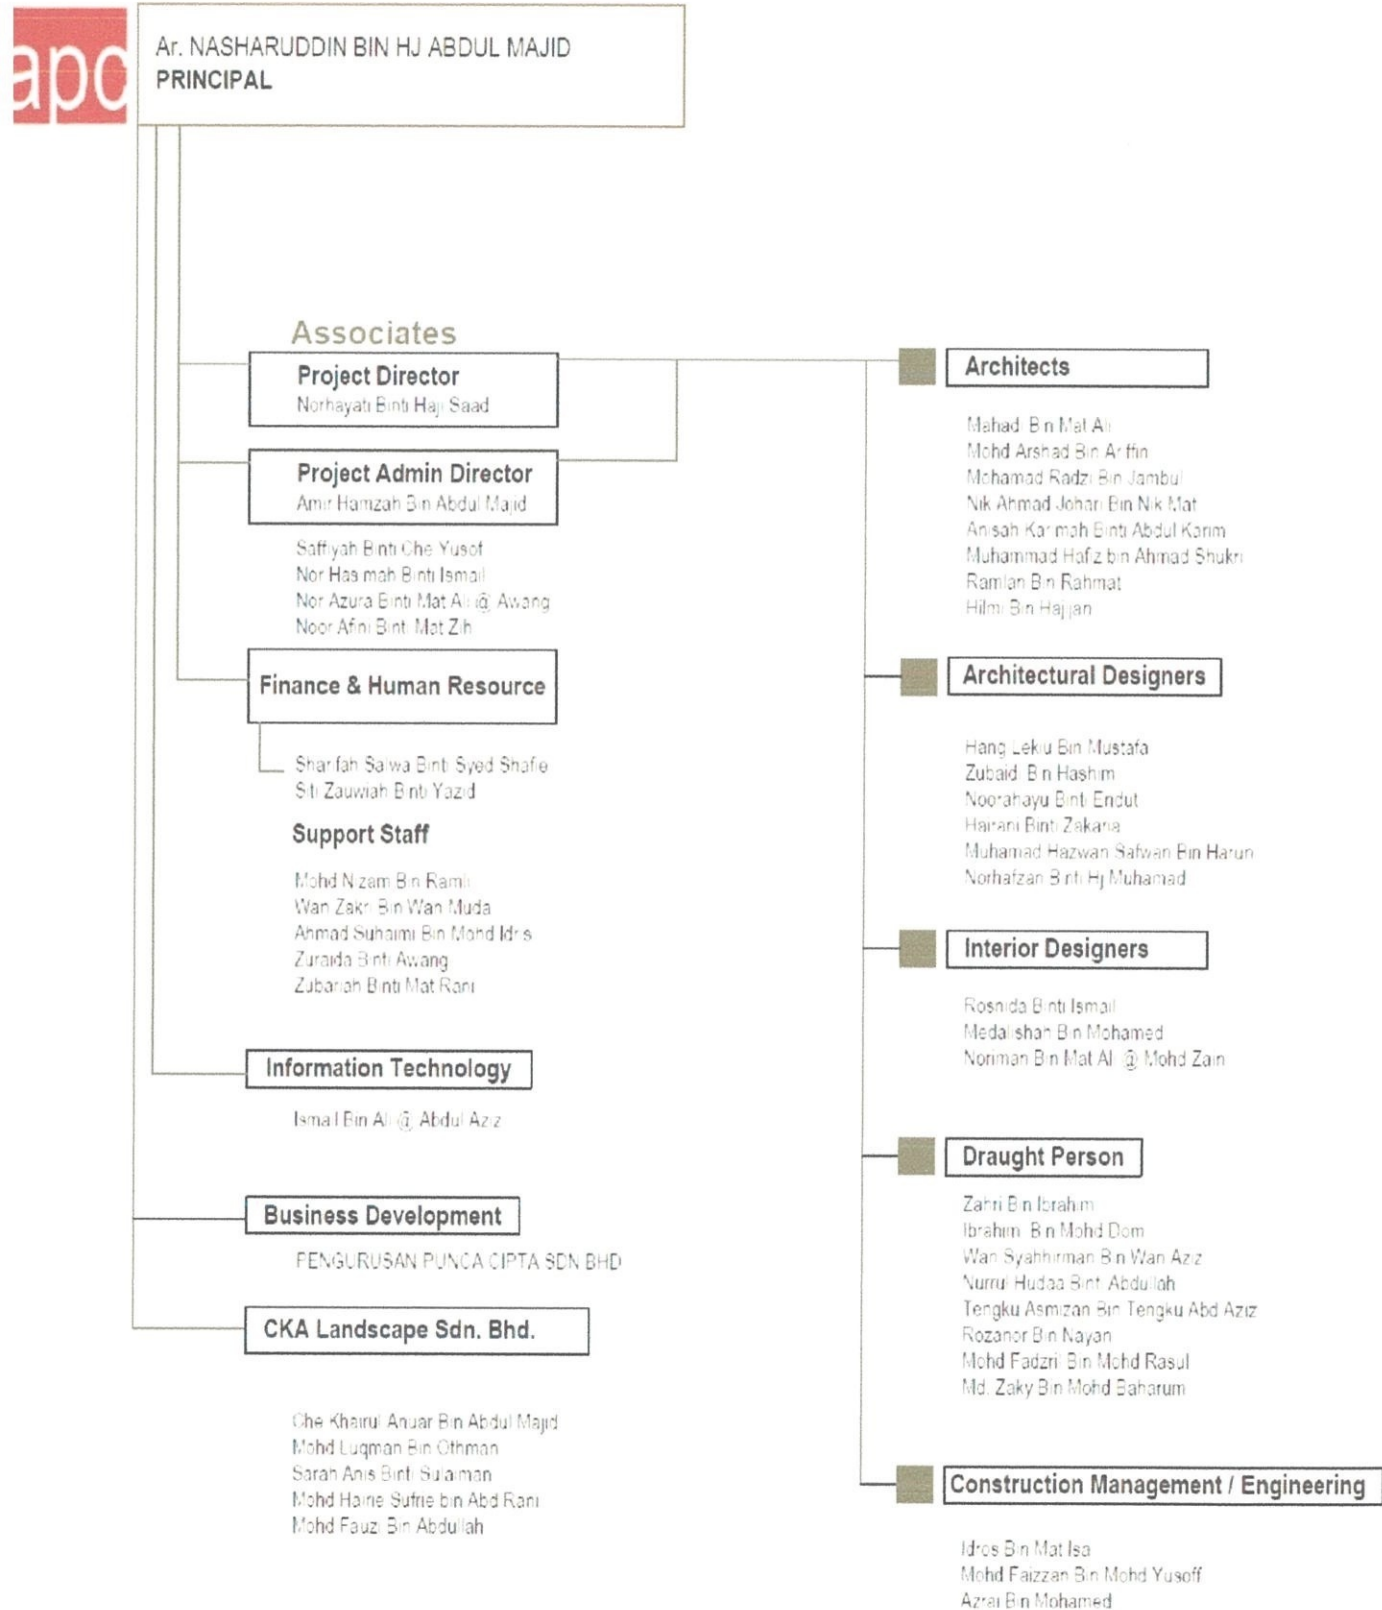 apc
Ar. NASHARUDDIN BIN HJ ABDUL MAJID
PRINCIPAL
Associates
Project Director
Norhayati Binti Haji Saad
Project Admin Director
Amir Hamzah Bin Abdul Majid
Saffiyah Binti Che Yusof
Nor Hasimah Binti Ismail
Nor Azura Binti Mat Ali @ Awang
Noor Afini Binti Mat Zin
Finance & Human Resource
Sharifah Salwa Binti Syed Shafie
Siti Zauwiah Binti Yazid
Support Staff
Mohd Nizam Bin Ramli
Wan Zakri Bin Wan Muda
Ahmad Suhaimi Bin Mohd Idris
Zuraida Binti Awang
Zubariah Binti Mat Rani
Information Technology
Ismail Bin Ali @ Abdul Aziz
Business Development
PENGURUSAN PUNCA CIPTA SDN BHD
CKA Landscape Sdn. Bhd.
Che Khairul Anuar Bin Abdul Majid
Mohd Luqman Bin Othman
Sarah Anis Binti Sulaiman
Mohd Hairie Sufrie bin Abd Rani
Mohd Fauzi Bin Abdullah
Architects
Mahadi Bin Mat Ali
Mohd Arshad Bin Ariffin
Mohamad Radzi Bin Jambul
Nik Ahmad Johari Bin Nik Mat
Anisah Karimah Binti Abdul Karim
Muhammad Hafiz bin Ahmad Shukri
Ramlan Bin Rahmat
Hilmi Bin Hajjan
Architectural Designers
Hang Lekiu Bin Mustafa
Zubaidi Bin Hashim
Noorahayu Binti Endut
Hairani Binti Zakaria
Muhamad Hazwan Safwan Bin Harun
Norhafzan Binti Hj Muhamad
Interior Designers
Rosnida Binti Ismail
Medalishah Bin Mohamed
Noriman Bin Mat Ali @ Mohd Zain
Draught Person
Zahri Bin Ibrahim
Ibrahim Bin Mohd Dom
Wan Syahhirman Bin Wan Aziz
Nurrul Hudaa Binti Abdullah
Tengku Asmizan Bin Tengku Abd Aziz
Rozanor Bin Nayan
Mohd Fadzril Bin Mohd Rasul
Md. Zaky Bin Mohd Baharum
Construction Management / Engineering
Idros Bin Mat Isa
Mohd Faizzan Bin Mohd Yusoff
Azrai Bin Mohamed